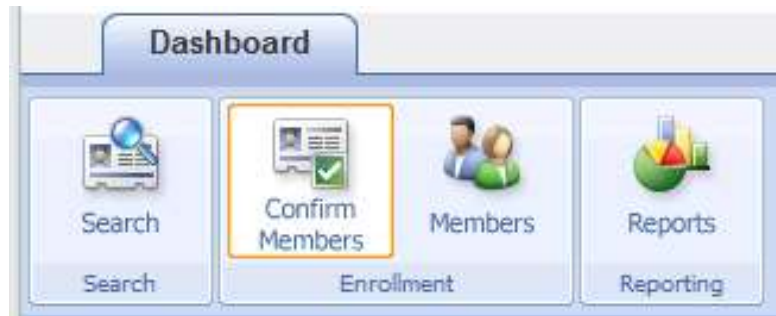 Dashboard
Search
Confirm
Members
Members
Reports
Search
Enrollment
Reporting